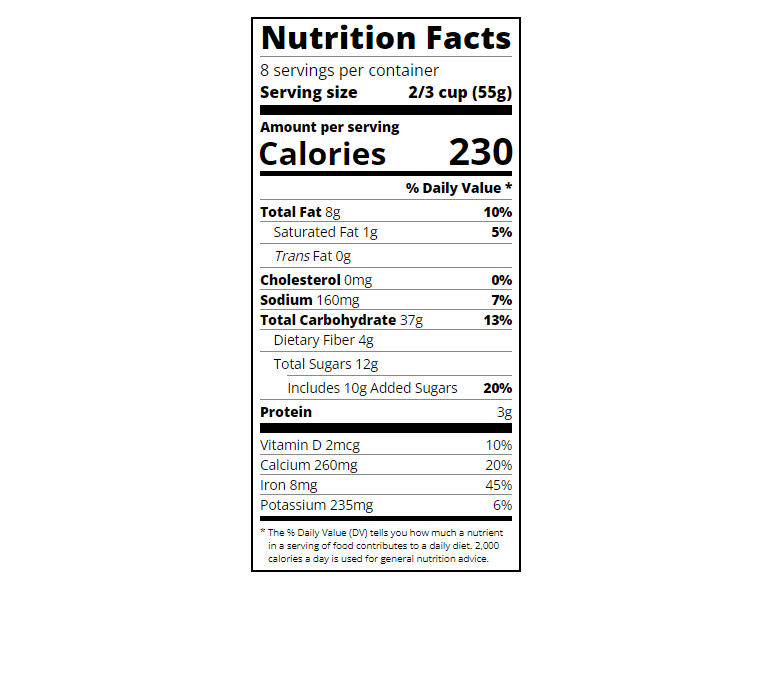 Nutrition Facts
8 servings per container
Serving size 2/3 cup (55g)
Amount per serving
Calories 230
% Daily Value *
Total Fat 8g 10%
Saturated Fat 1g 5%
Trans Fat 0g
Cholesterol 0mg 0%
Sodium 160mg 7%
Total Carbohydrate 37g 13%
Dietary Fiber 4g
Total Sugars 12g
Includes 10g Added Sugars 20%
Protein 3g
Vitamin D 2mcg 10%
Calcium 260mg 20%
Iron 8mg 45%
Potassium 235mg 6%
* The % Daily Value (DV) tells you how much a nutrient
in a serving of food contributes to a daily diet. 2,000
calories a day is used for general nutrition advice.